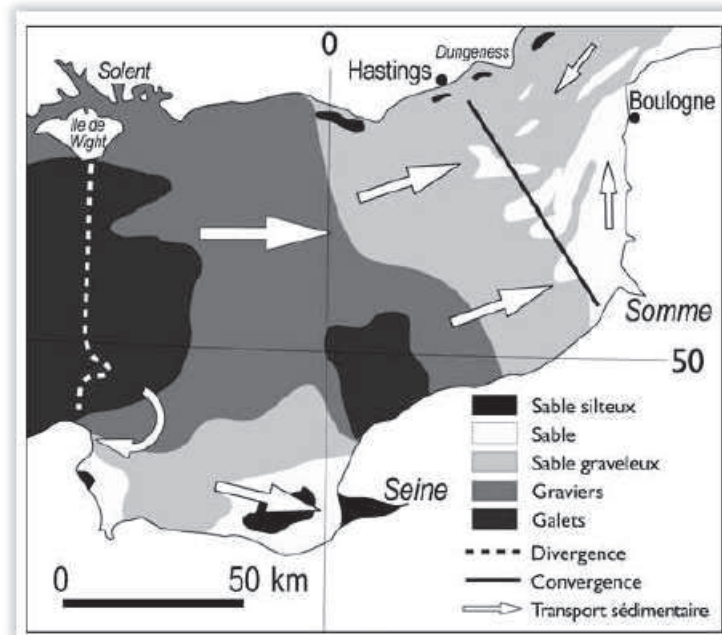 0
Solent
Dungeness
Hastings
Ile de
Wight
Boulogne
Somme
50
Seine
Sable silteux
Sable
Sable graveleux
Graviers
Galets
Divergence
Convergence
Transport sédimentaire
0 50 km